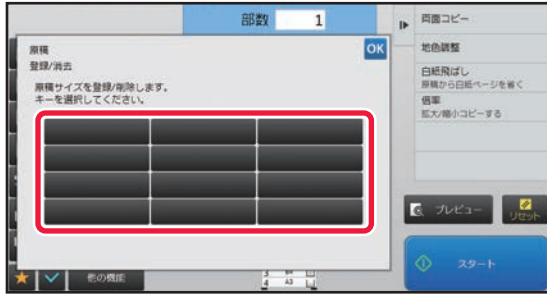 部数 1
両面コピー
原稿
OK
登録/消去
地色調整
原稿サイズを登録/削除します。
キーを選択してください。
白紙飛ばし
原稿から白紙ページを省く
倍率
拡大/縮小コピーする
プレビュー
リセット
スタート
他の機能
4 A3